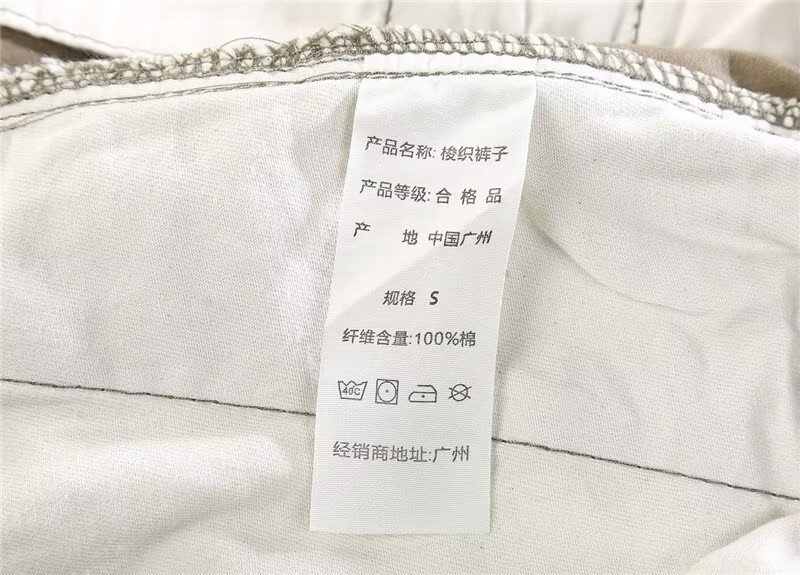 产品名称: 梭织裤子
产品等级: 合 格 品
产 地 中国广州
规格 S
纤维含量:100%棉
40C
经销商地址:广州